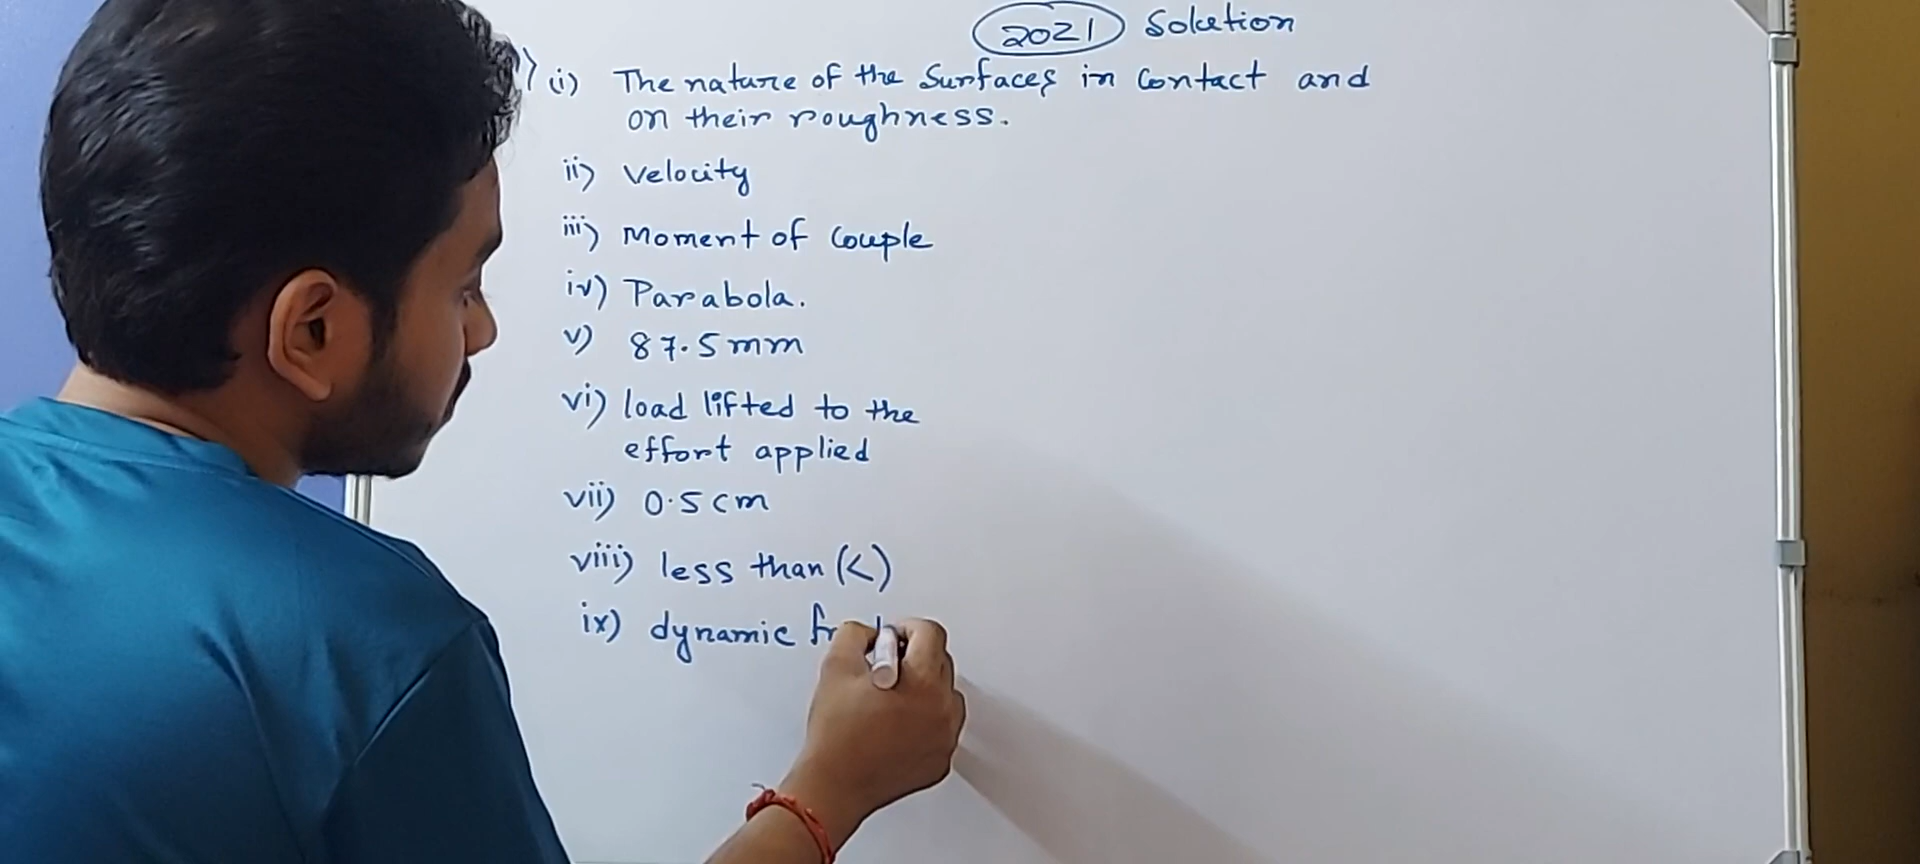 2021 Solution
(i) The nature of the Surfaces in Contact and
on their roughness.
ii) Velocity
iii) Moment of Couple
iv) Parabola.
v) 87.5mm
vi) load lifted to the
effort applied
vii) 0.5cm
viii) less than (<)
ix) dynamic